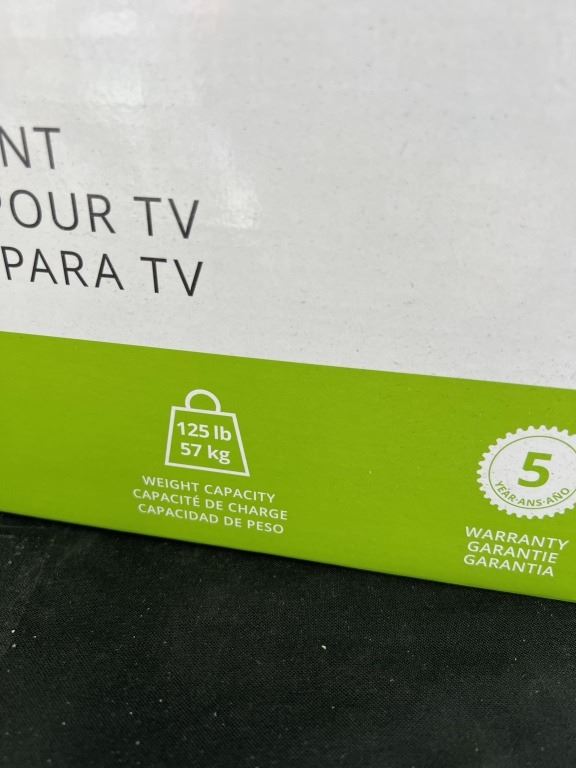 NT
POUR TV
PARA TV
125 lb
57 kg
WEIGHT CAPACITY
CAPACITÉ DE CHARGE
CAPACIDAD DE PESO
5
YEAR·ANS·AÑO
WARRANTY
GARANTIE
GARANTIA